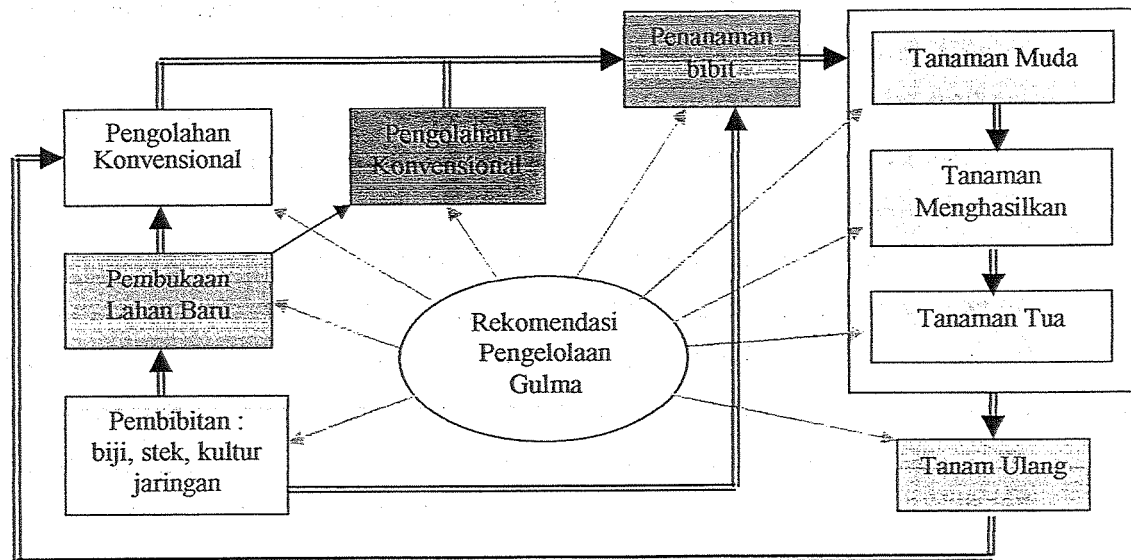 Penanaman
bibit
Tanaman Muda
Pengolahan
Konvensional
Pengolahan
Konvensional
Tanaman
Menghasilkan
Pembukaan
Lahan Baru
Rekomendasi
Pengelolaan
Gulma
Tanaman Tua
Pembibitan :
biji, stek, kultur
jaringan
Tanam Ulang